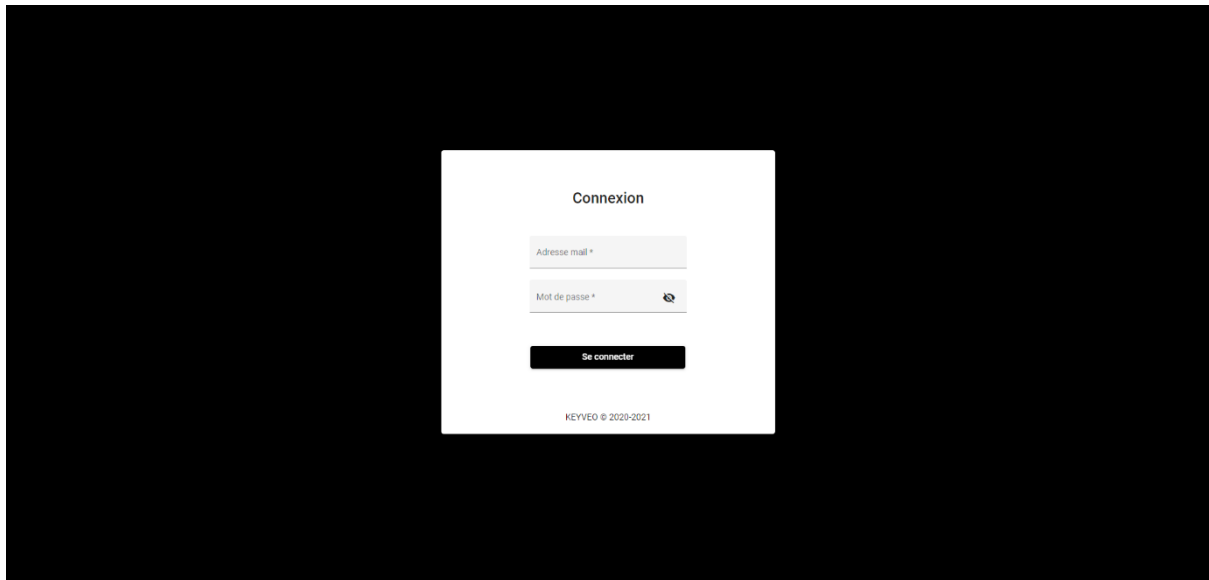 Connexion
Adresse mail *
Mot de passe *
Se connecter
KEYVEO © 2020-2021